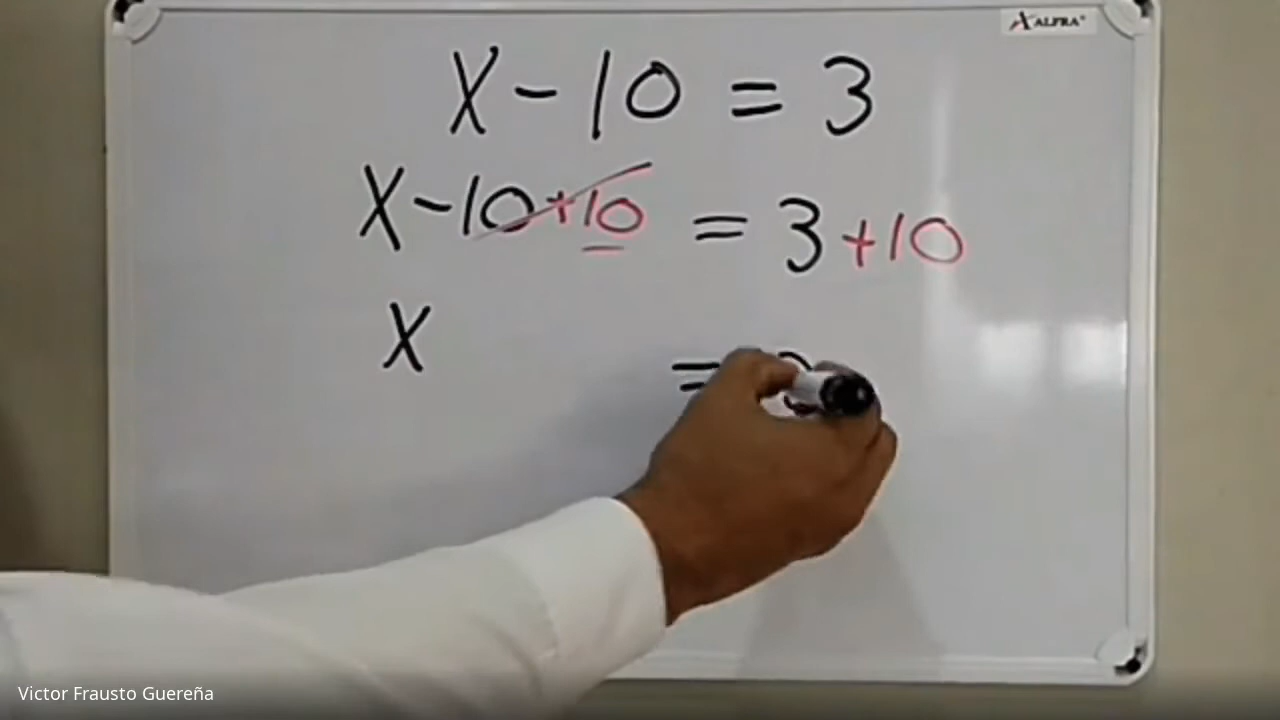 ALFRA
X - 10 = 3
X - 10 + 10 = 3 + 10
X =
Victor Frausto Guereña